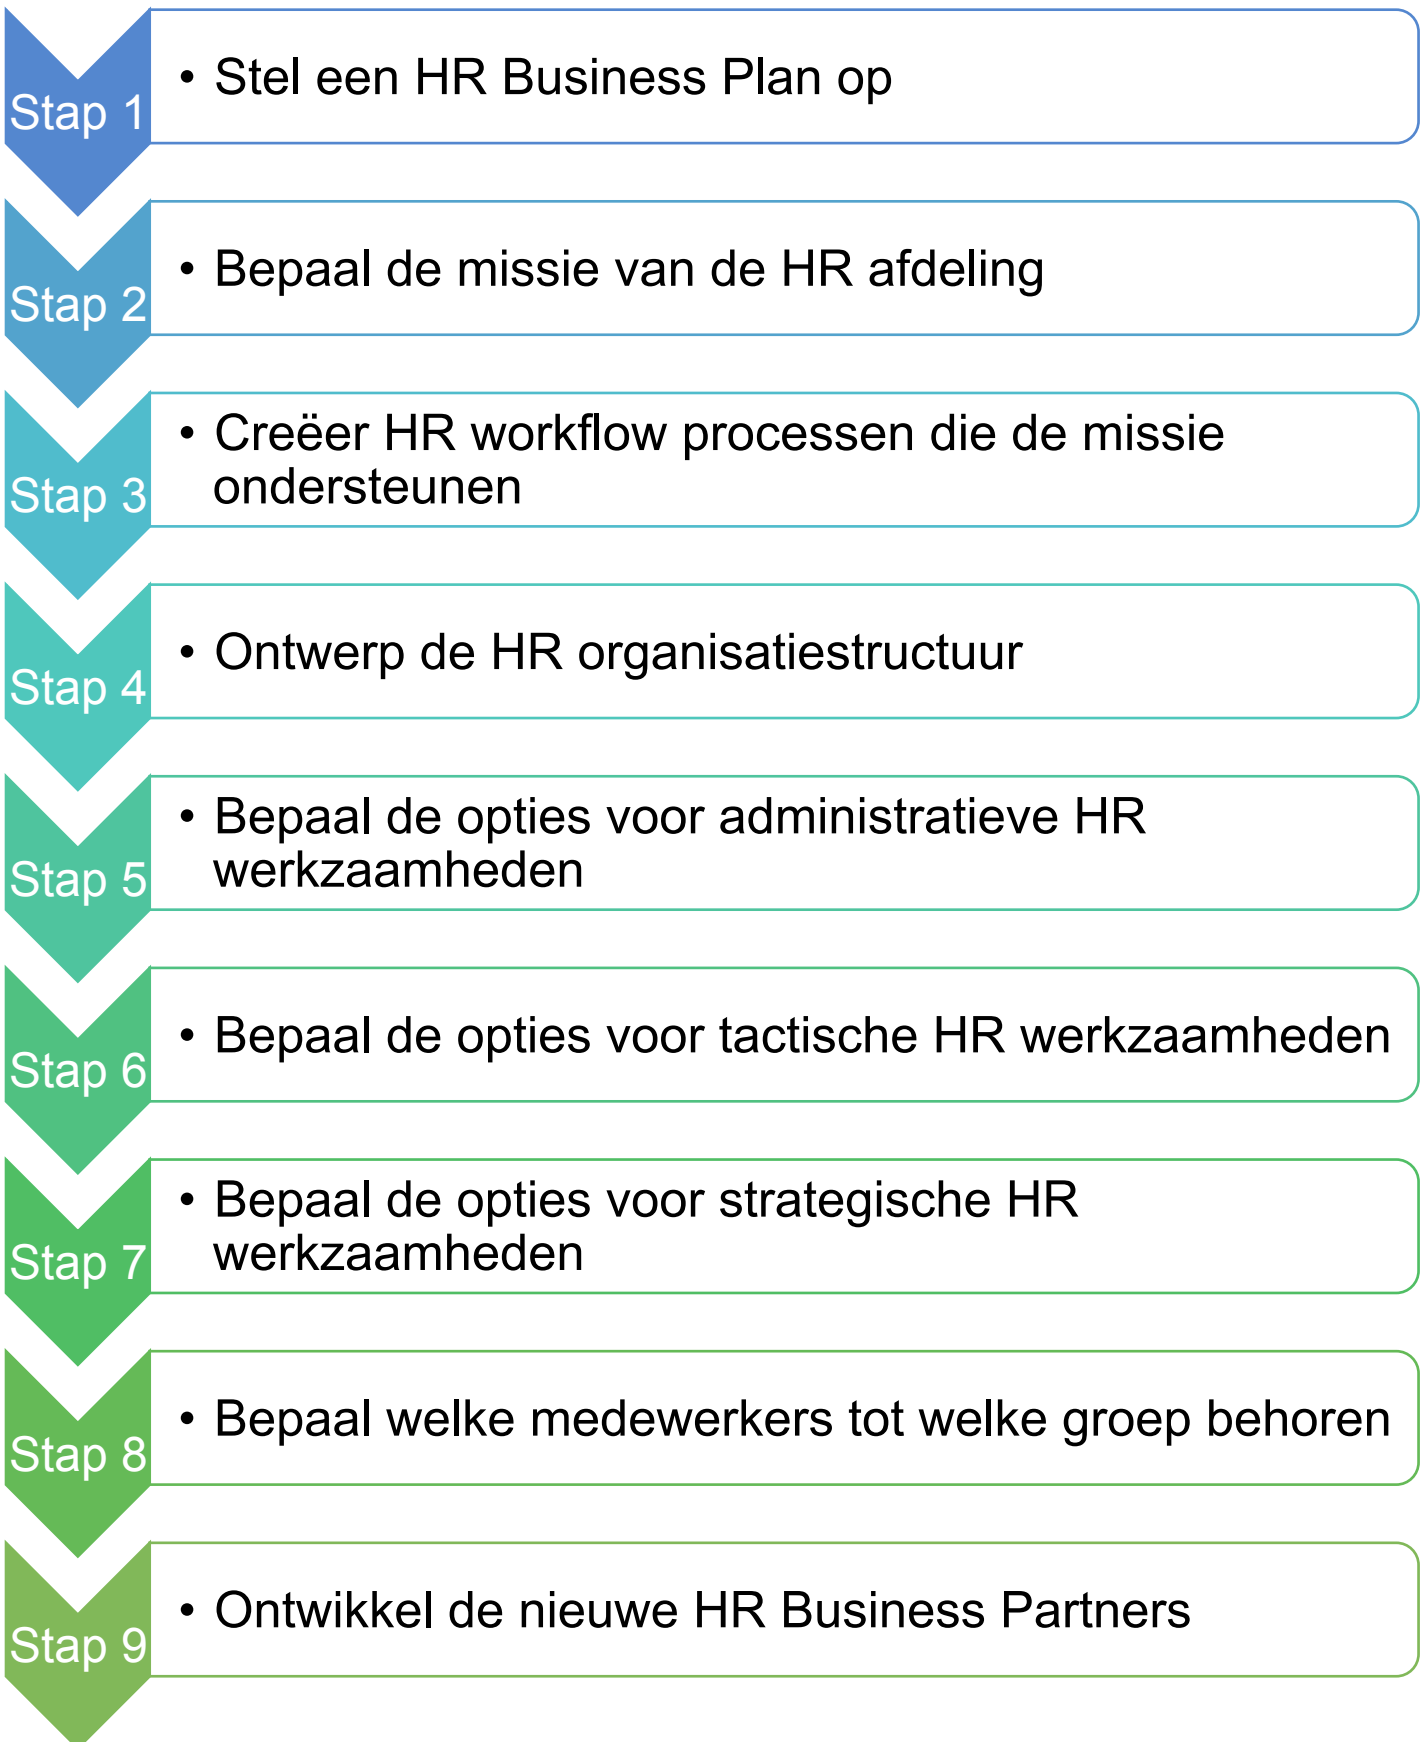 Stap 1
• Stel een HR Business Plan op
Stap 2
• Bepaal de missie van de HR afdeling
Stap 3
• Creëer HR workflow processen die de missie
ondersteunen
Stap 4
• Ontwerp de HR organisatiestructuur
Stap 5
• Bepaal de opties voor administratieve HR
werkzaamheden
Stap 6
• Bepaal de opties voor tactische HR werkzaamheden
Stap 7
• Bepaal de opties voor strategische HR
werkzaamheden
Stap 8
• Bepaal welke medewerkers tot welke groep behoren
Stap 9
• Ontwikkel de nieuwe HR Business Partners